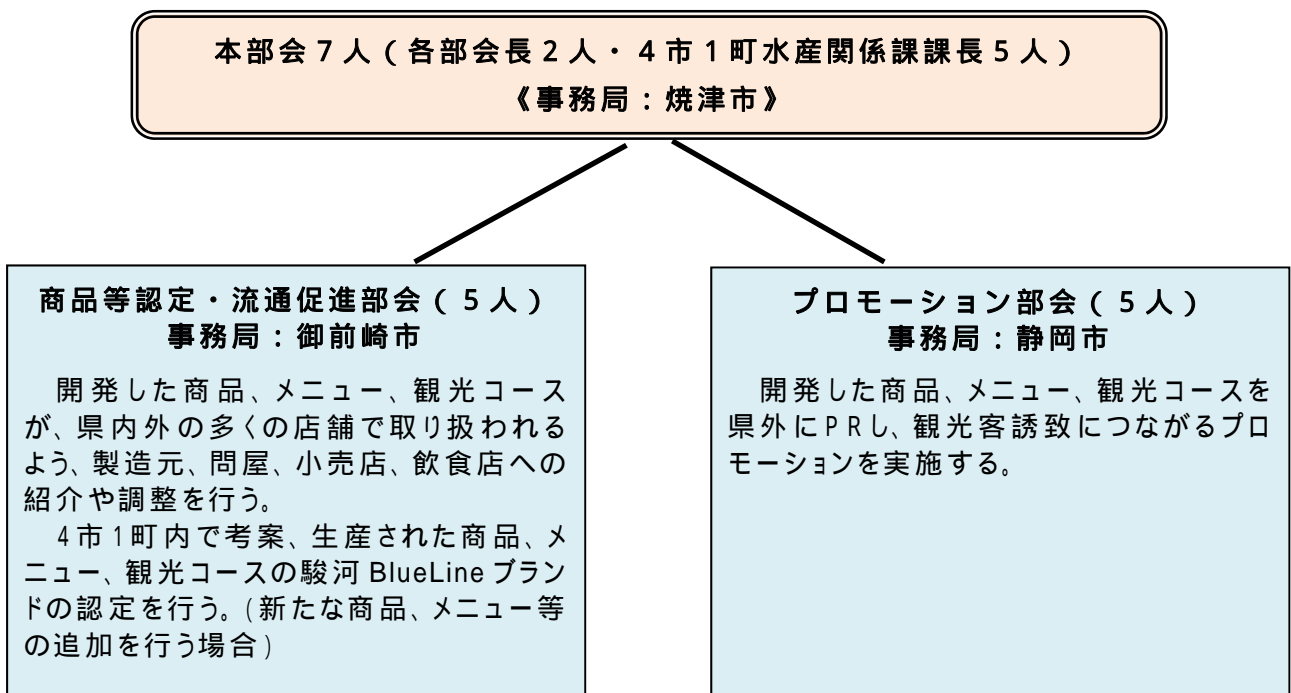 本部会7人(各部会長2人・4市1町水産関係課課長5人)
《事務局:焼津市》
商品等認定・流通促進部会(5人)
事務局:御前崎市
開発した商品、メニュー、観光コース
が、県内外の多くの店舗で取り扱われる
よう、製造元、問屋、小売店、飲食店への
紹介や調整を行う。
4市1町内で考案、生産された商品、メ
ニュー、観光コースの駿河 BlueLine ブラン
ドの認定を行う。(新たな商品、メニュー等
の追加を行う場合)
プロモーション部会(5人)
事務局:静岡市
開発した商品、メニュー、観光コースを
県外にPRし、観光客誘致につながるプロ
モーションを実施する。